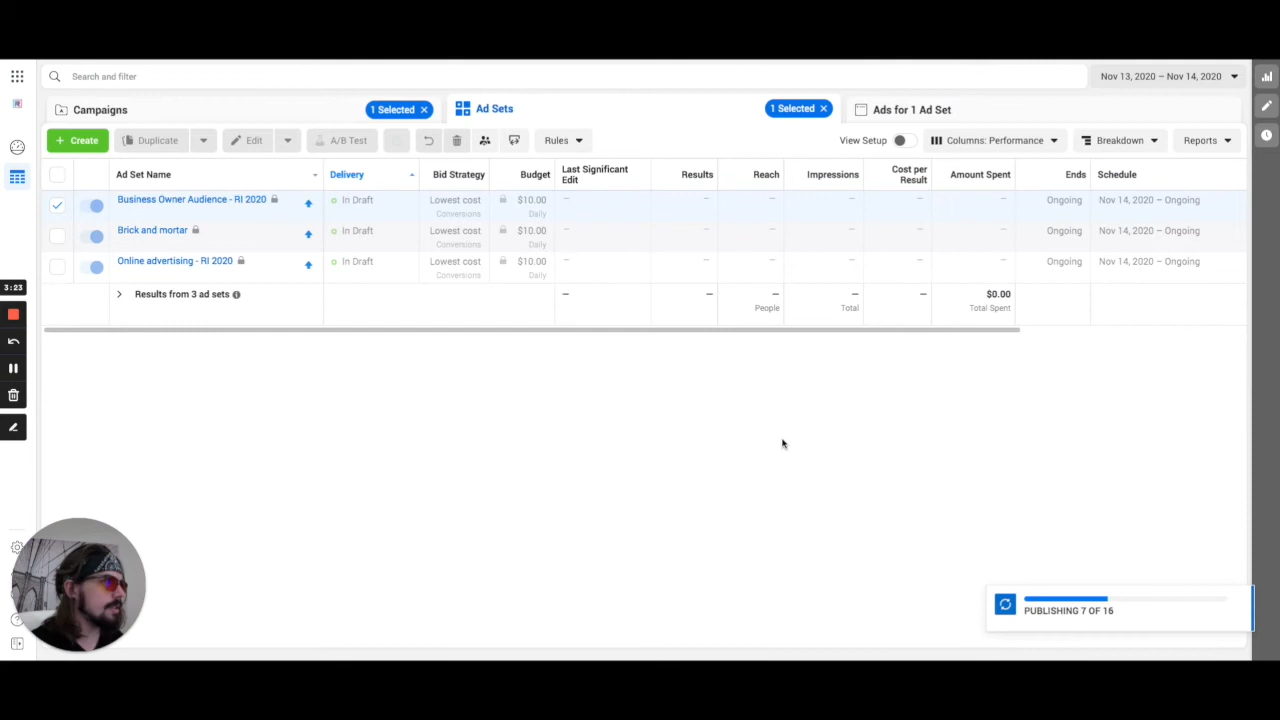 Search and filter
Nov 13, 2020 – Nov 14, 2020
Campaigns
1 Selected
Ad Sets
1 Selected
Ads for 1 Ad Set
+ Create
Duplicate
Edit
A/B Test
Rules
View Setup
Columns: Performance
Breakdown
Reports
Ad Set Name
Delivery
Bid Strategy
Budget
Last Significant Edit
Results
Reach
Impressions
Cost per Result
Amount Spent
Ends
Schedule
Business Owner Audience - RI 2020
In Draft
Lowest cost
Conversions
$10.00
Daily
–
–
–
–
–
–
Ongoing
Nov 14, 2020 – Ongoing
Brick and mortar
In Draft
Lowest cost
Conversions
$10.00
Daily
–
–
–
–
–
–
Ongoing
Nov 14, 2020 – Ongoing
Online advertising - RI 2020
In Draft
Lowest cost
Conversions
$10.00
Daily
–
–
–
–
–
–
Ongoing
Nov 14, 2020 – Ongoing
Results from 3 ad sets
–
–
–
People
–
Total
–
$0.00
Total Spent
3:23
PUBLISHING 7 OF 16